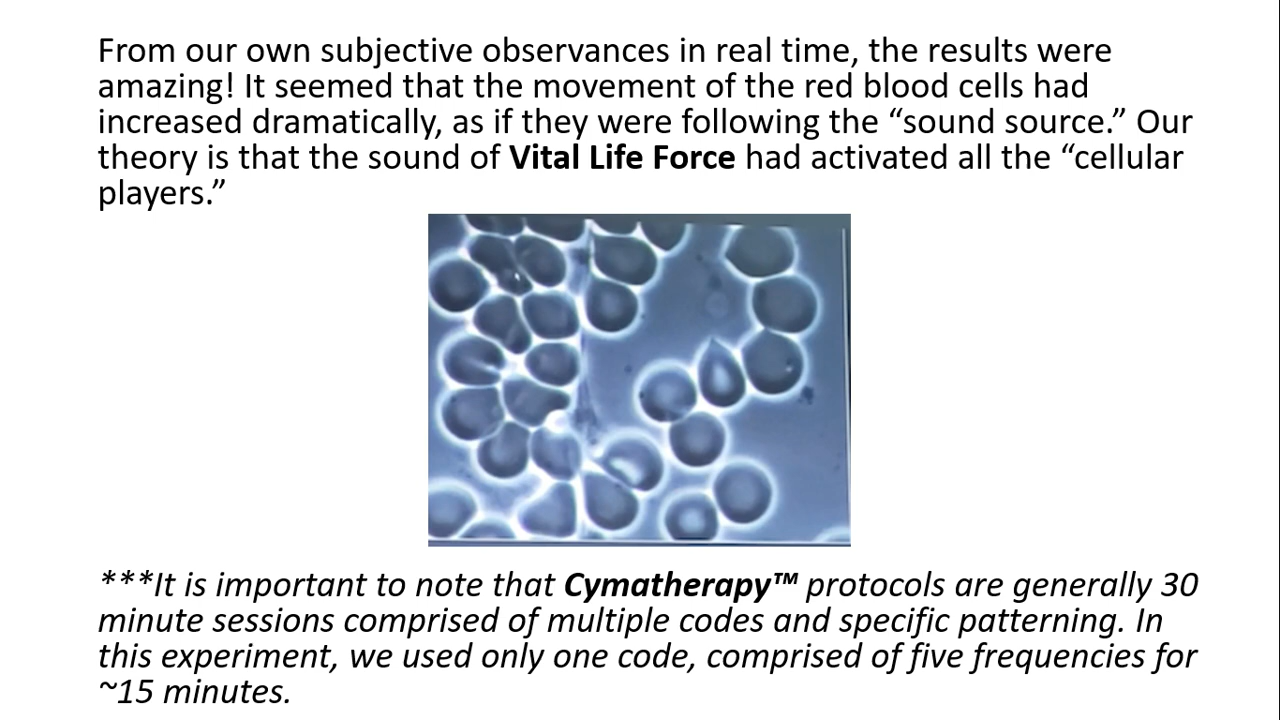 From our own subjective observances in real time, the results were
amazing! It seemed that the movement of the red blood cells had
increased dramatically, as if they were following the “sound source.” Our
theory is that the sound of Vital Life Force had activated all the “cellular
players.”
***It is important to note that Cymatherapy™ protocols are generally 30
minute sessions comprised of multiple codes and specific patterning. In
this experiment, we used only one code, comprised of five frequencies for
~15 minutes.